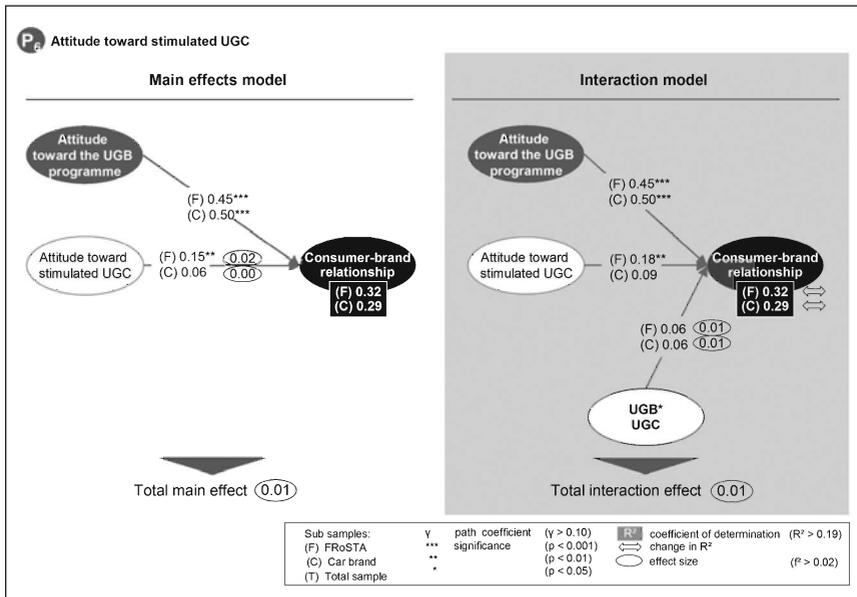 P6 Attitude toward stimulated UGC
Main effects model
Attitude
toward the UGB
programme
(F) 0.45***
(C) 0.50***
Attitude toward
stimulated UGC
(F) 0.15** 0.02
(C) 0.06 0.00
Consumer-brand
relationship
(F) 0.32
(C) 0.29
Total main effect 0.01
Interaction model
Attitude
toward the UGB
programme
(F) 0.45***
(C) 0.50***
Attitude toward
stimulated UGC
(F) 0.18**
(C) 0.09
Consumer-brand
relationship
(F) 0.32
(C) 0.29
(F) 0.06 0.01
(C) 0.06 0.01
UGB*
UGC
Total interaction effect 0.01
Sub samples: γ path coefficient (γ > 0.10) R² coefficient of determination (R² > 0.19)
(F) FRoSTA *** significance (p < 0.001) change in R²
(C) Car brand ** (p < 0.01) effect size (f² > 0.02)
(T) Total sample * (p < 0.05)